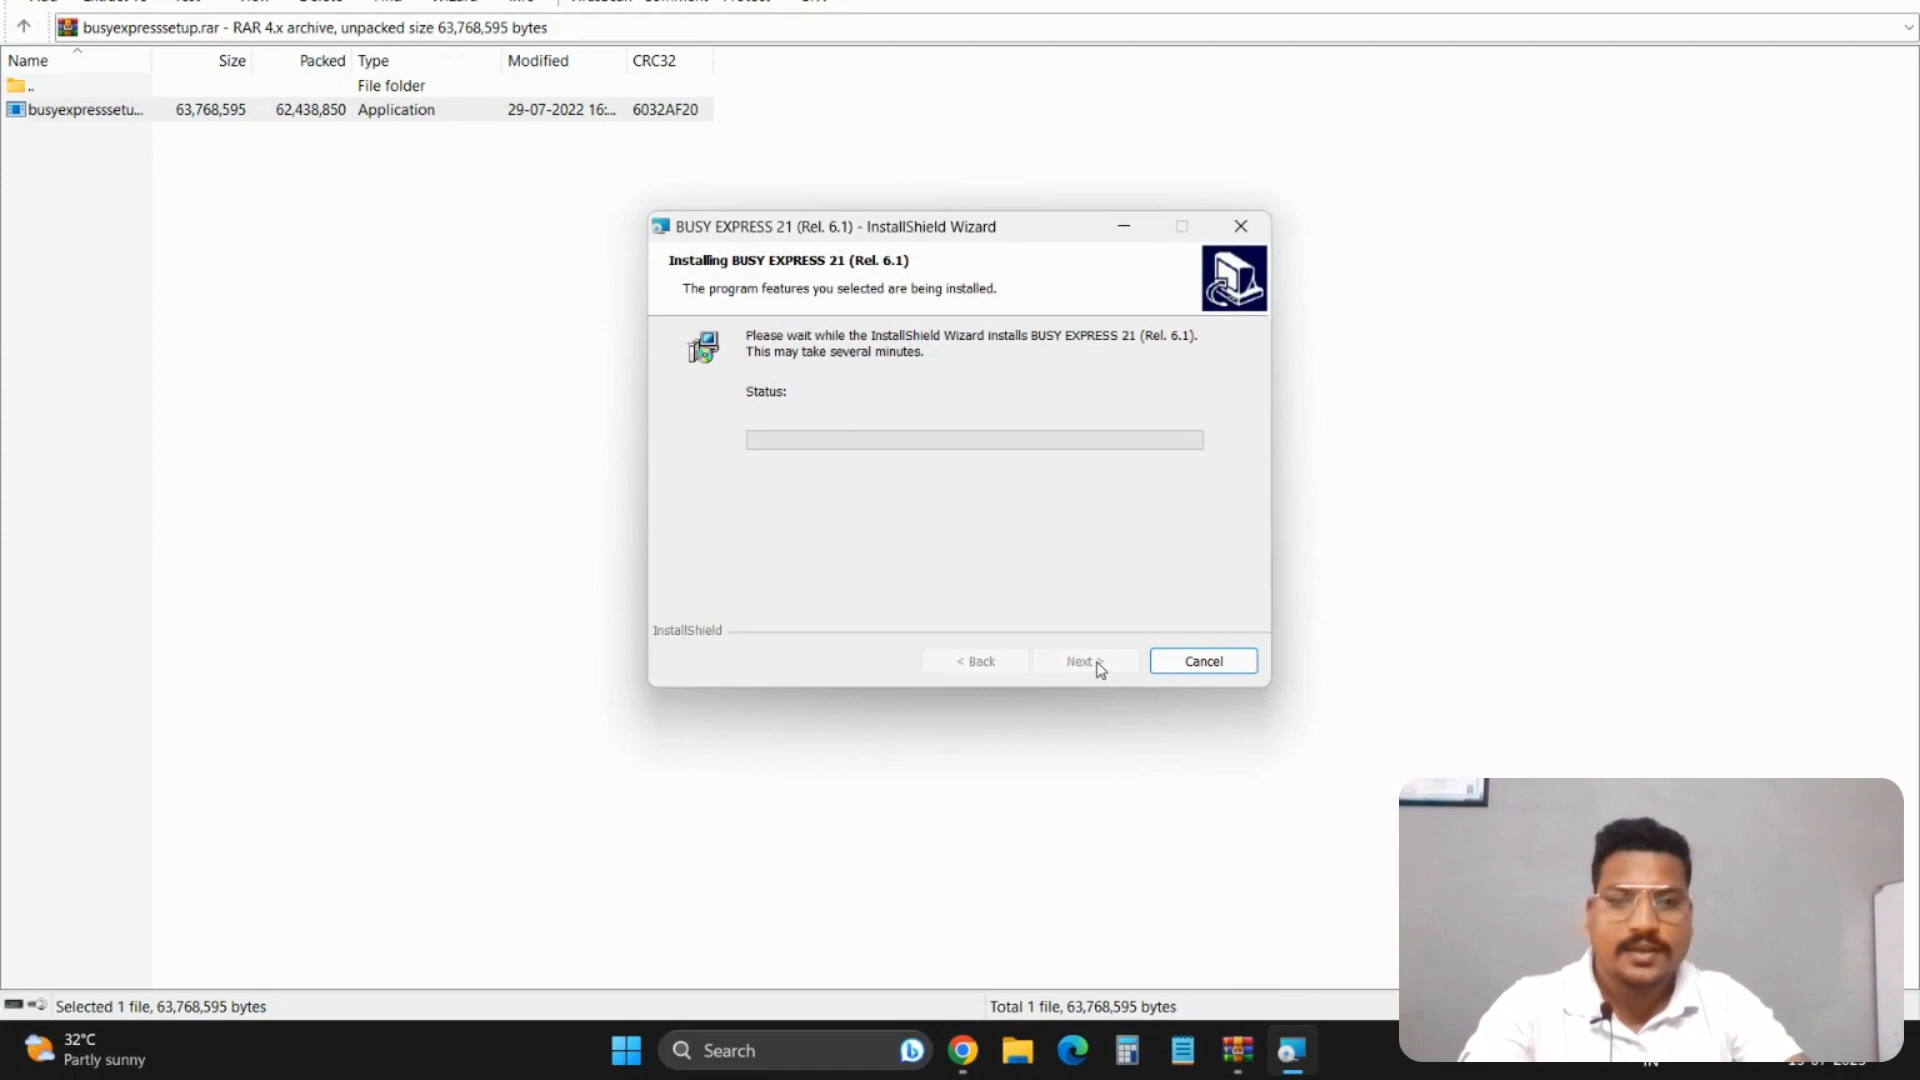 busyexpresssetup.rar - RAR 4.x archive, unpacked size 63,768,595 bytes
Name Size Packed Type Modified CRC32
.. File folder
busyexpresssetu... 63,768,595 62,438,850 Application 29-07-2022 16:... 6032AF20
BUSY EXPRESS 21 (Rel. 6.1) - InstallShield Wizard
Installing BUSY EXPRESS 21 (Rel. 6.1)
The program features you selected are being installed.
Please wait while the InstallShield Wizard installs BUSY EXPRESS 21 (Rel. 6.1).
This may take several minutes.
Status:
InstallShield
< Back Next > Cancel
Selected 1 file, 63,768,595 bytes Total 1 file, 63,768,595 bytes
32°C
Partly sunny
Search